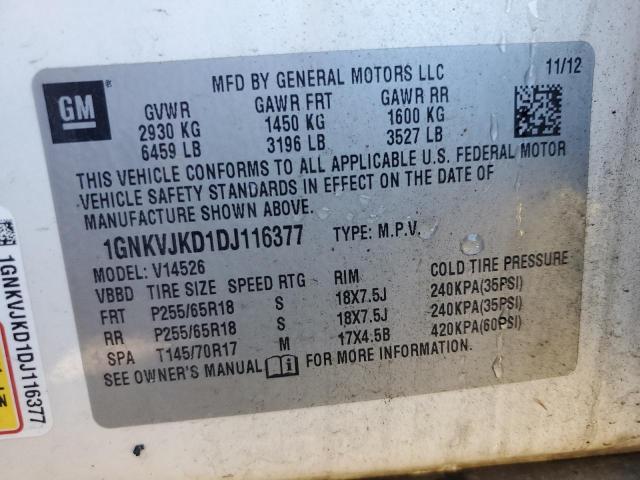 GM
MFD BY GENERAL MOTORS LLC 11/12
GVWR GAWR FRT GAWR RR
2930 KG 1450 KG 1600 KG
6459 LB 3196 LB 3527 LB
THIS VEHICLE CONFORMS TO ALL APPLICABLE U.S. FEDERAL MOTOR
VEHICLE SAFETY STANDARDS IN EFFECT ON THE DATE OF
MANUFACTURE SHOWN ABOVE.
1GNKVJKD1DJ116377 TYPE: M.P.V.
MODEL: V14526
VBBD TIRE SIZE SPEED RTG RIM COLD TIRE PRESSURE
FRT P255/65R18 S 18X7.5J 240KPA(35PSI)
RR P255/65R18 S 18X7.5J 240KPA(35PSI)
SPA T145/70R17 M 17X4.5B 420KPA(60PSI)
SEE OWNER'S MANUAL FOR MORE INFORMATION.
1GNKVJKD1DJ116377